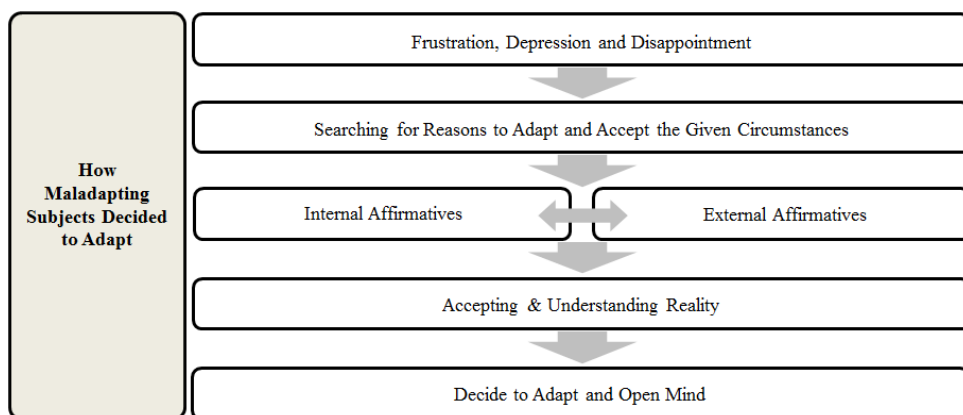 How
Maladapting
Subjects Decided
to Adapt
Frustration, Depression and Disappointment
Searching for Reasons to Adapt and Accept the Given Circumstances
Internal Affirmatives
External Affirmatives
Accepting & Understanding Reality
Decide to Adapt and Open Mind